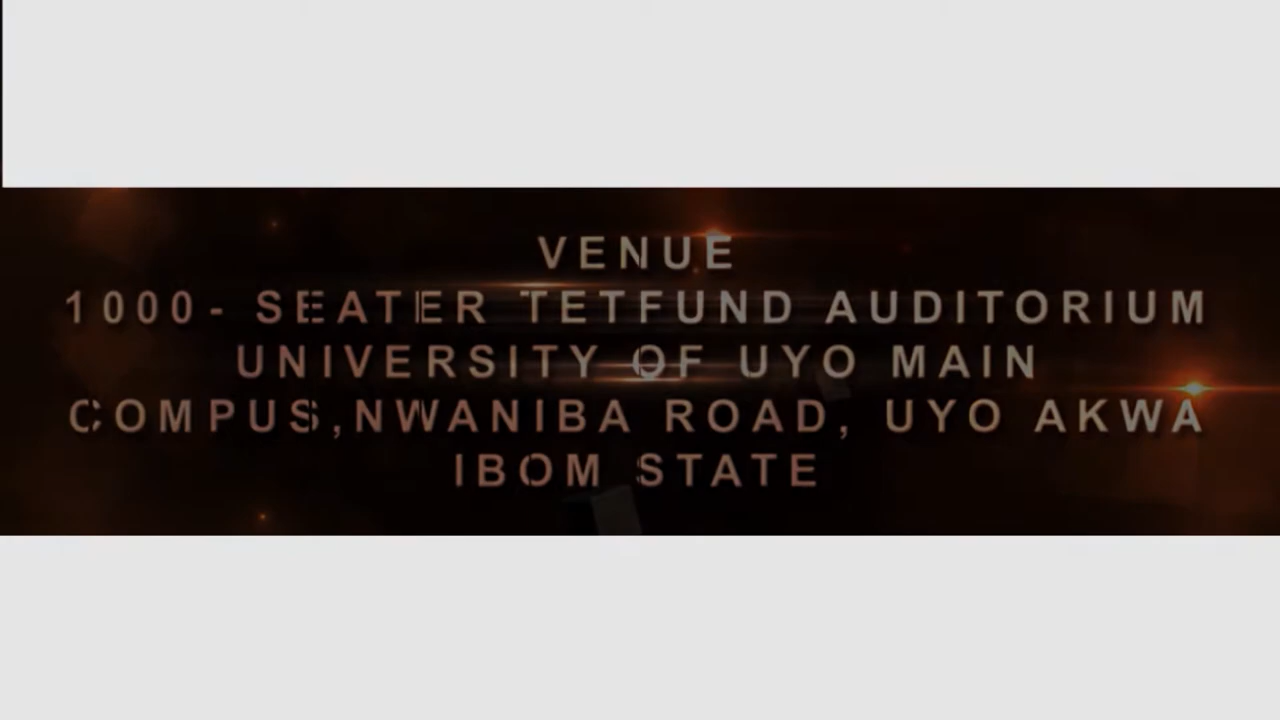 VENUE
1000- SEATER TETFUND AUDITORIUM
UNIVERSITY OF UYO MAIN
COMPUS,NWANIBA ROAD, UYO AKWA
IBOM STATE